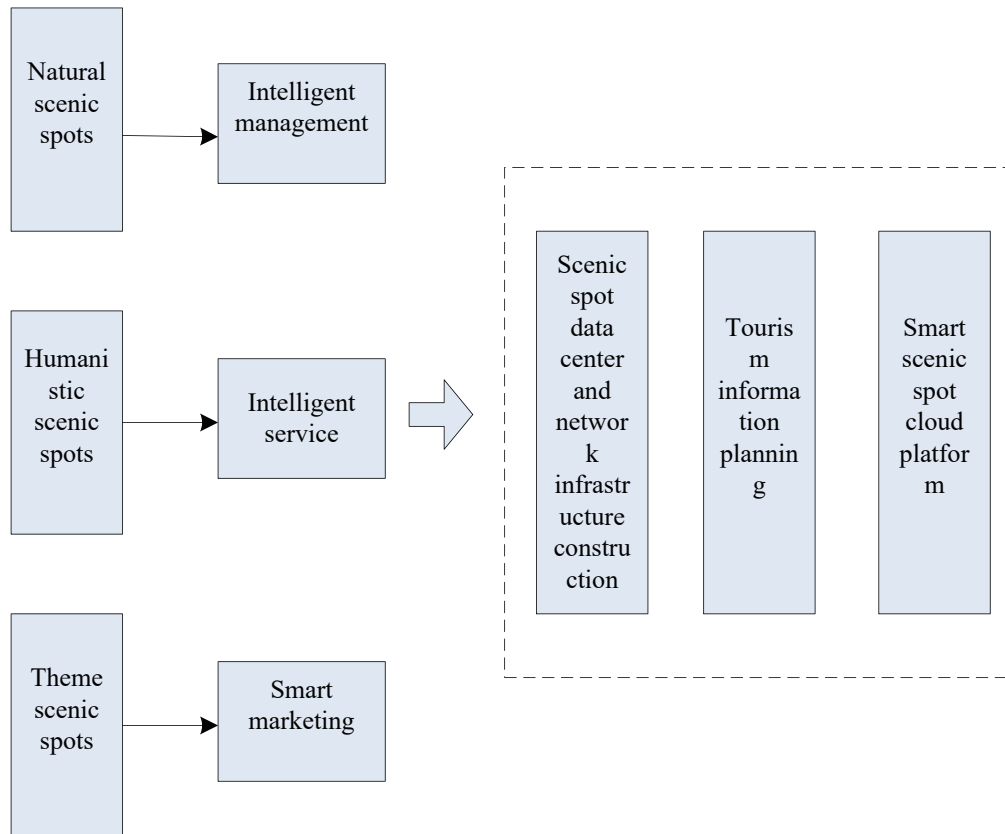 Natural
scenic
spots
Intelligent
management
Humani
stic
scenic
spots
Intelligent
service
Theme
scenic
spots
Smart
marketing
Scenic
spot
data
center
and
networ
k
infrastr
ucture
constru
ction
Touris
m
informa
tion
plannin
g
Smart
scenic
spot
cloud
platfor
m